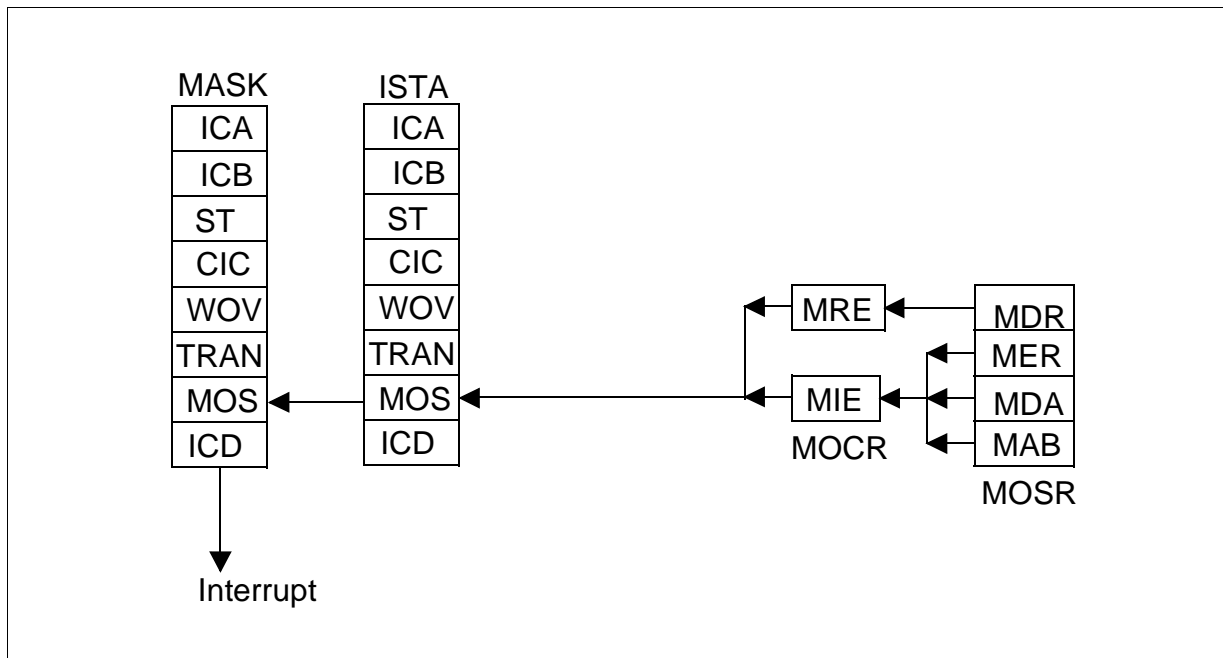 MASK
ICA
ICB
ST
CIC
WOV
TRAN
MOS
ICD
Interrupt
ISTA
ICA
ICB
ST
CIC
WOV
TRAN
MOS
ICD
MRE
MIE
MOCR
MDR
MER
MDA
MAB
MOSR